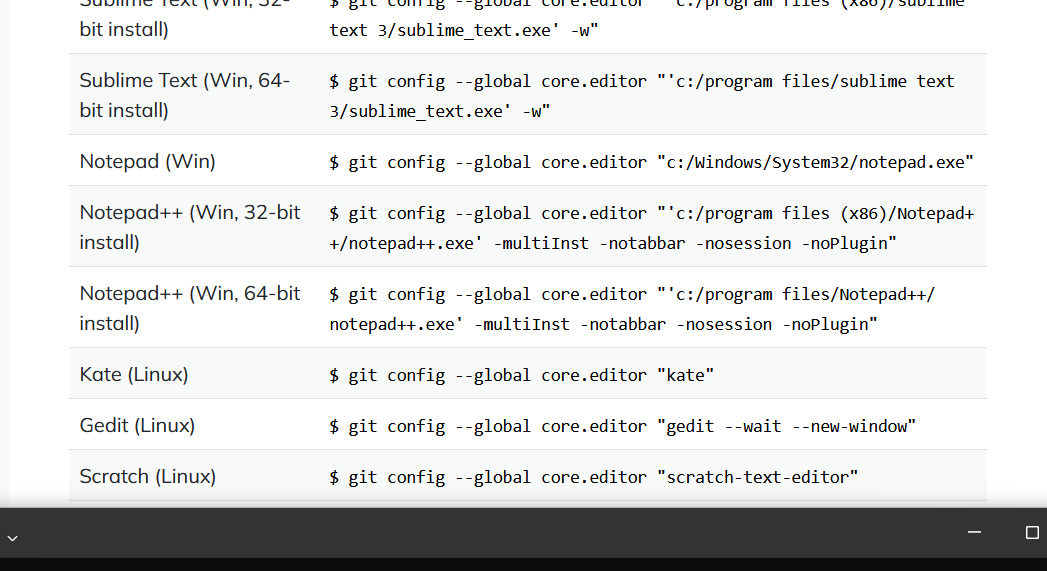 Sublime Text (Win, 32-
bit install)
$ git config --global core.editor "'c:/program files (x86)/sublime
text 3/sublime_text.exe' -w"
Sublime Text (Win, 64-
bit install)
$ git config --global core.editor "'c:/program files/sublime text
3/sublime_text.exe' -w"
Notepad (Win)
$ git config --global core.editor "c:/Windows/System32/notepad.exe"
Notepad++ (Win, 32-bit
install)
$ git config --global core.editor "'c:/program files (x86)/Notepad+
+/notepad++.exe' -multiInst -notabbar -nosession -noPlugin"
Notepad++ (Win, 64-bit
install)
$ git config --global core.editor "'c:/program files/Notepad++/
notepad++.exe' -multiInst -notabbar -nosession -noPlugin"
Kate (Linux)
$ git config --global core.editor "kate"
Gedit (Linux)
$ git config --global core.editor "gedit --wait --new-window"
Scratch (Linux)
$ git config --global core.editor "scratch-text-editor"